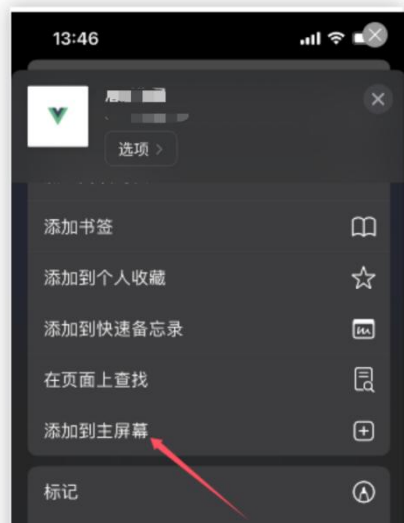 13:46
选项
添加书签
添加到个人收藏
添加到快速备忘录
在页面上查找
添加到主屏幕
标记